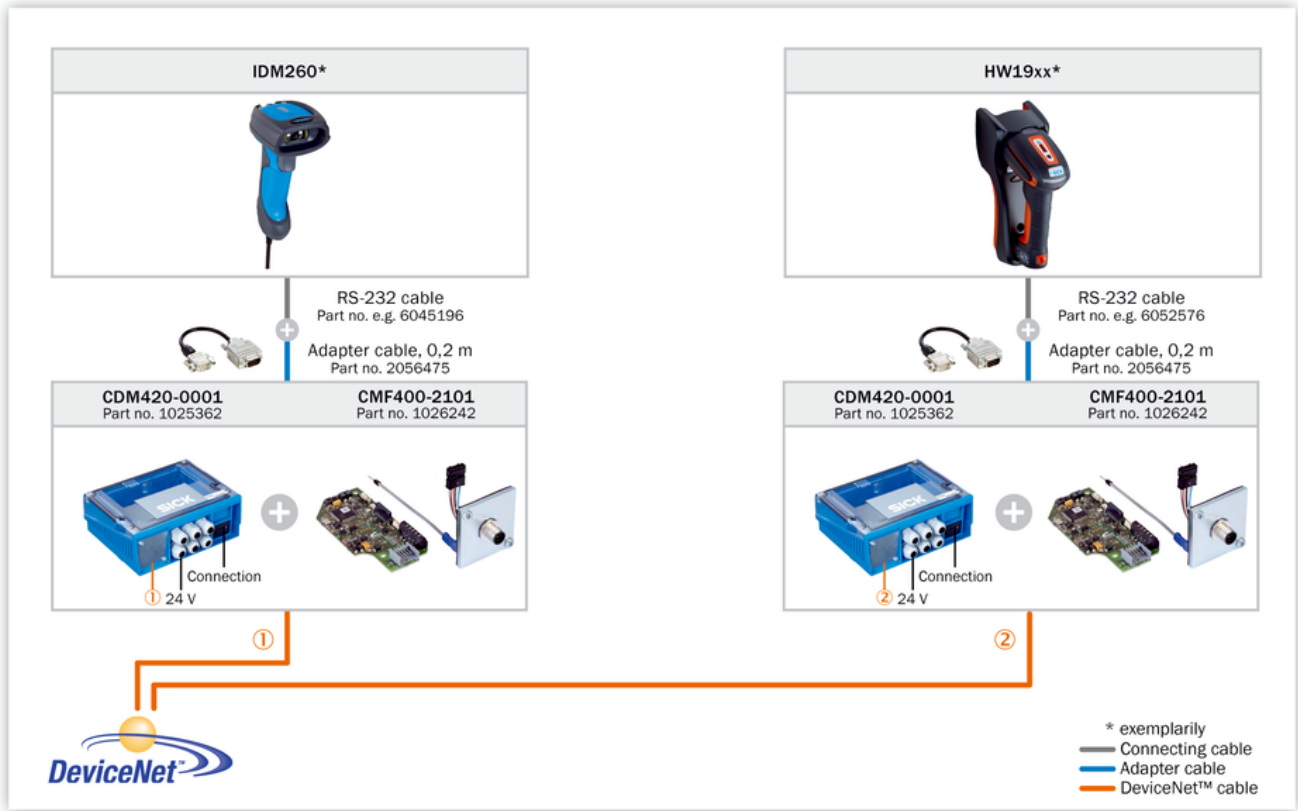 IDM260*
RS-232 cable
Part no. e.g. 6045196
Adapter cable, 0,2 m
Part no. 2056475
CDM420-0001
Part no. 1025362
CMF400-2101
Part no. 1026242
SICK
Connection
① 24 V
①
HW19xx*
RS-232 cable
Part no. e.g. 6052576
Adapter cable, 0,2 m
Part no. 2056475
CDM420-0001
Part no. 1025362
CMF400-2101
Part no. 1026242
SICK
Connection
② 24 V
②
DeviceNet™
* exemplarily
Connecting cable
Adapter cable
DeviceNet™ cable